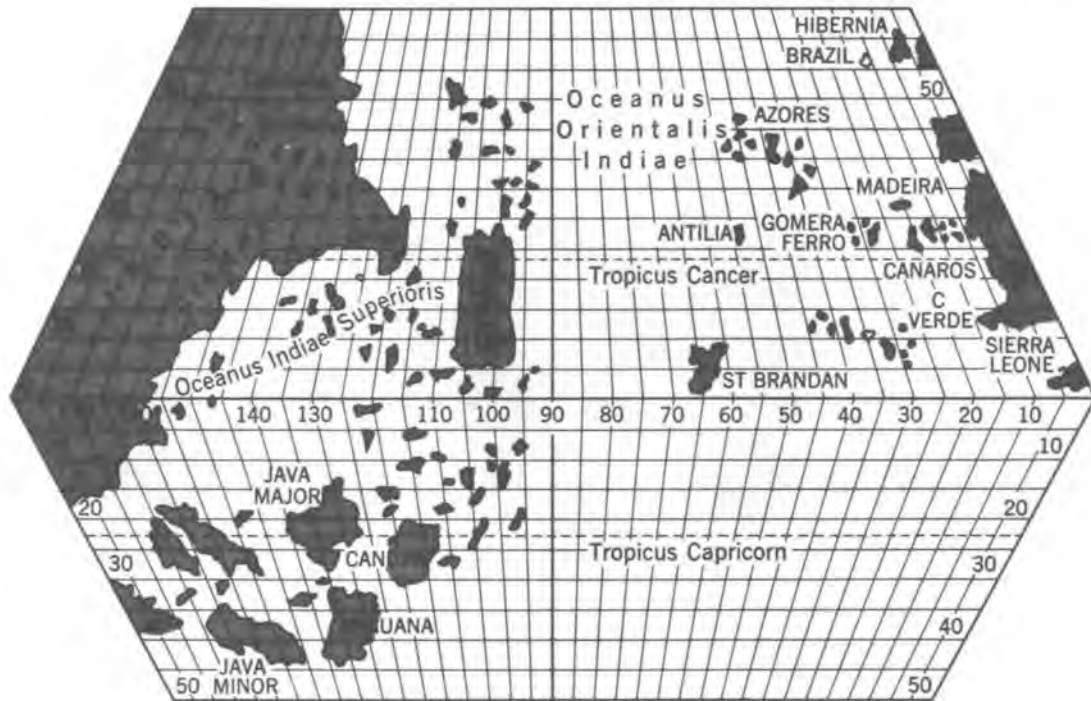 HIBERNIA
BRAZIL
50
Oceanus
Orientalis
Indiae
AZORES
MADEIRA
ANTILIA
GOMERA
FERRO
CANAROS
Tropicus Cancer
Oceanus Indiae Superioris
C
VERDE
SIERRA
LEONE
ST BRANDAN
140
130
110
100
90
80
70
60
50
40
30
20
10
10
JAVA
MAJOR
20
20
CAND
Tropicus Capricorn
30
30
UANA
40
JAVA
MINOR
50
50